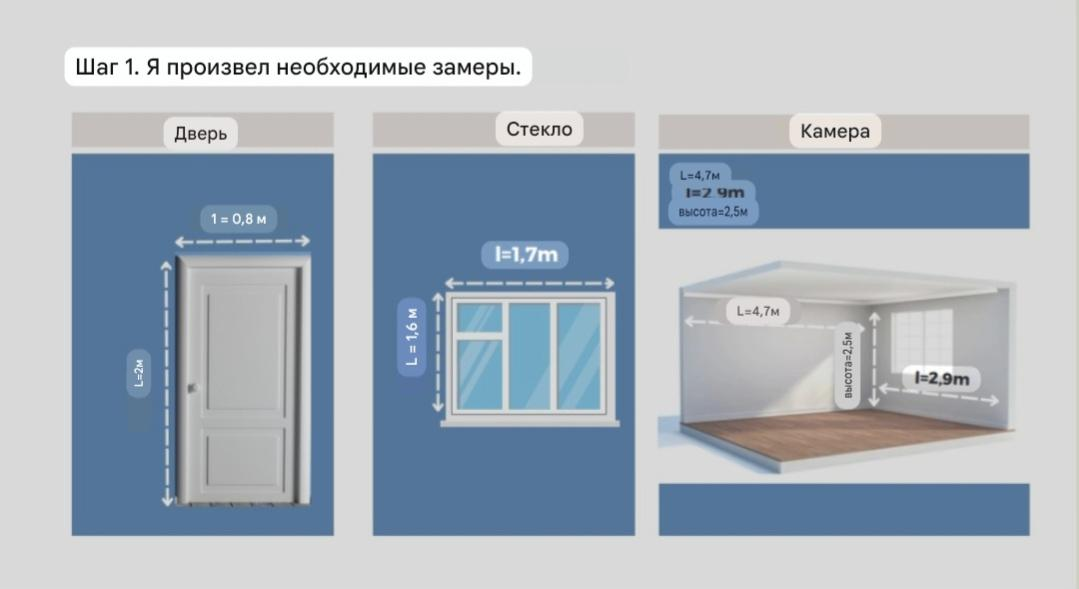 Шаг 1. Я произвел необходимые замеры.
Дверь
1 = 0,8 м
L=2м
Стекло
l=1,7m
L = 1,6 м
Камера
L=4,7м
l=2,9m
высота=2,5м
L=4,7м
высота=2,5м
l=2,9m